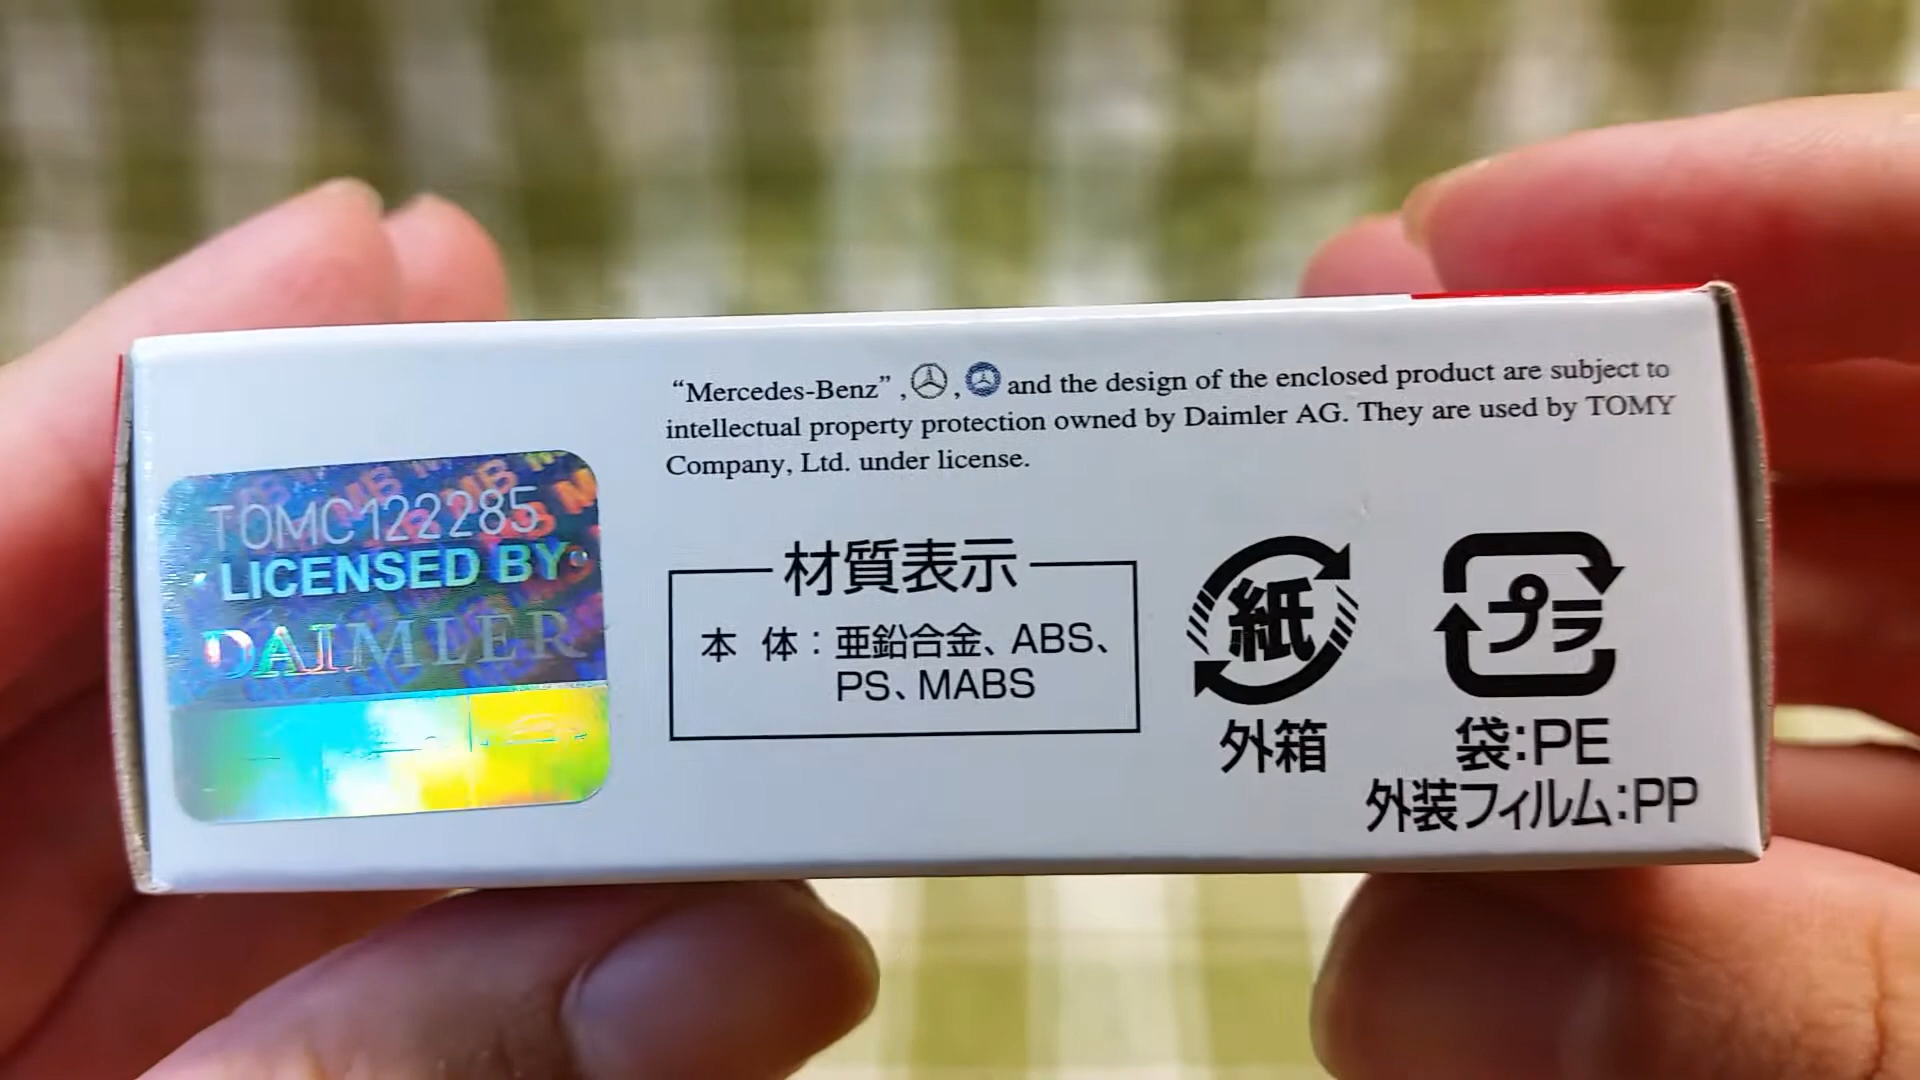 “Mercedes-Benz”, , and the design of the enclosed product are subject to
intellectual property protection owned by Daimler AG. They are used by TOMY
Company, Ltd. under license.
TOMC122285
LICENSED BY
DAIMLER
材質表示
本 体：亜鉛合金、ABS、
PS、MABS
紙
外箱
プラ
袋：PE
外装フィルム：PP